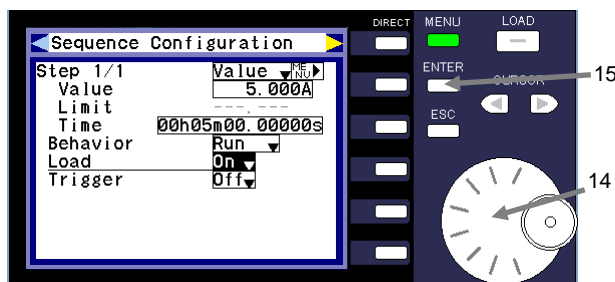 DIRECT MENU LOAD
Sequence Configuration
Step 1/1 Value MENU
Value 5.000A
Limit ---.---
Time 00h05m00.00000s
Behavior Run
Load On
Trigger Off
ENTER
CURSOR
ESC
15
14